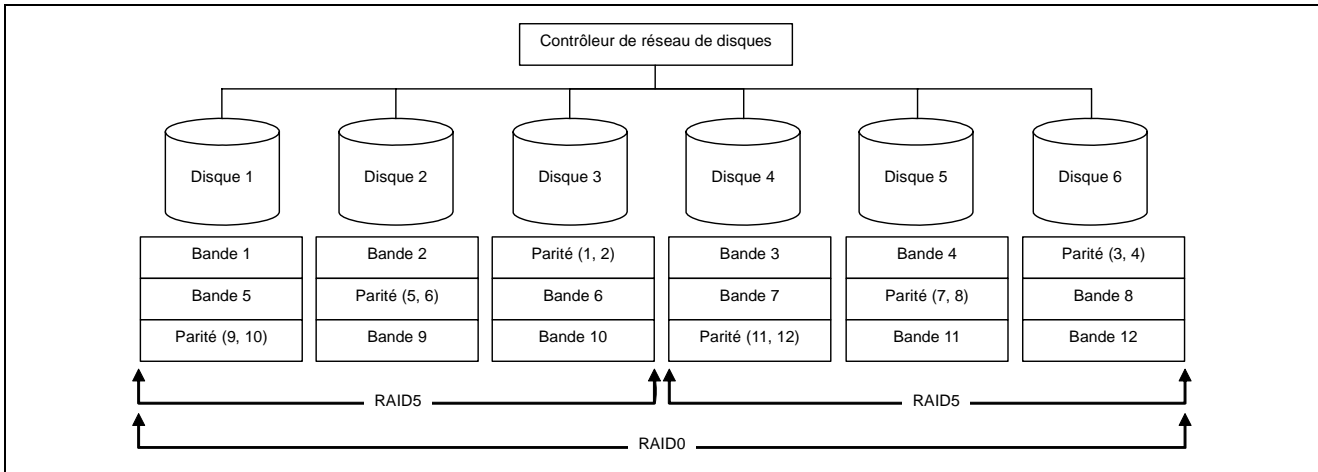 Contrôleur de réseau de disques
Disque 1
Disque 2
Disque 3
Disque 4
Disque 5
Disque 6
Bande 1
Bande 2
Parité (1, 2)
Bande 3
Bande 4
Parité (3, 4)
Bande 5
Parité (5, 6)
Bande 6
Bande 7
Parité (7, 8)
Bande 8
Parité (9, 10)
Bande 9
Bande 10
Parité (11, 12)
Bande 11
Bande 12
RAID5
RAID5
RAID0